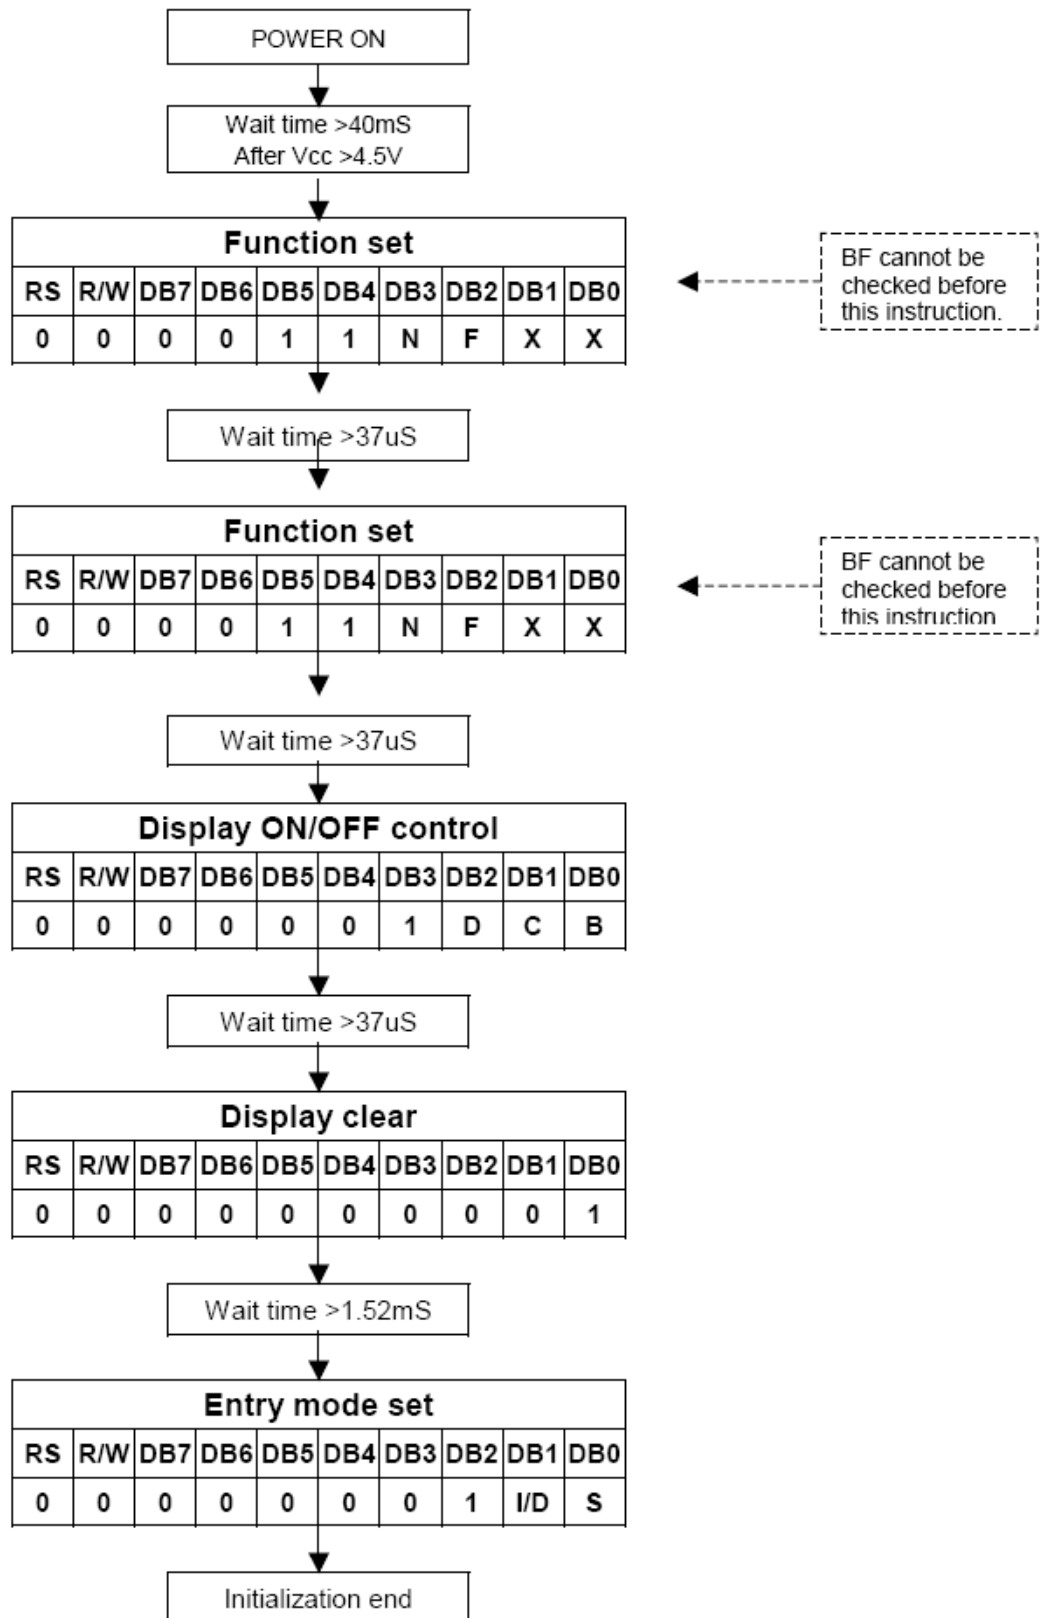 POWER ON
Wait time >40mS
After Vcc >4.5V
Function set
RS R/W DB7 DB6 DB5 DB4 DB3 DB2 DB1 DB0
0 0 0 0 1 1 N F X X
BF cannot be
checked before
this instruction.
Wait time >37uS
Function set
RS R/W DB7 DB6 DB5 DB4 DB3 DB2 DB1 DB0
0 0 0 0 1 1 N F X X
BF cannot be
checked before
this instruction
Wait time >37uS
Display ON/OFF control
RS R/W DB7 DB6 DB5 DB4 DB3 DB2 DB1 DB0
0 0 0 0 0 0 1 D C B
Wait time >37uS
Display clear
RS R/W DB7 DB6 DB5 DB4 DB3 DB2 DB1 DB0
0 0 0 0 0 0 0 0 0 1
Wait time >1.52mS
Entry mode set
RS R/W DB7 DB6 DB5 DB4 DB3 DB2 DB1 DB0
0 0 0 0 0 0 0 1 I/D S
Initialization end